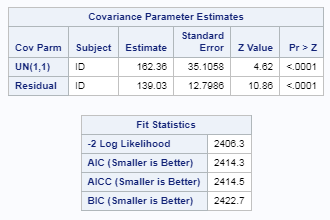 Covariance Parameter Estimates
Cov Parm Subject Estimate Standard Error Z Value Pr > Z
UN(1,1) ID 162.36 35.1058 4.62 <.0001
Residual ID 139.03 12.7986 10.86 <.0001
Fit Statistics
-2 Log Likelihood 2406.3
AIC (Smaller is Better) 2414.3
AICC (Smaller is Better) 2414.5
BIC (Smaller is Better) 2422.7